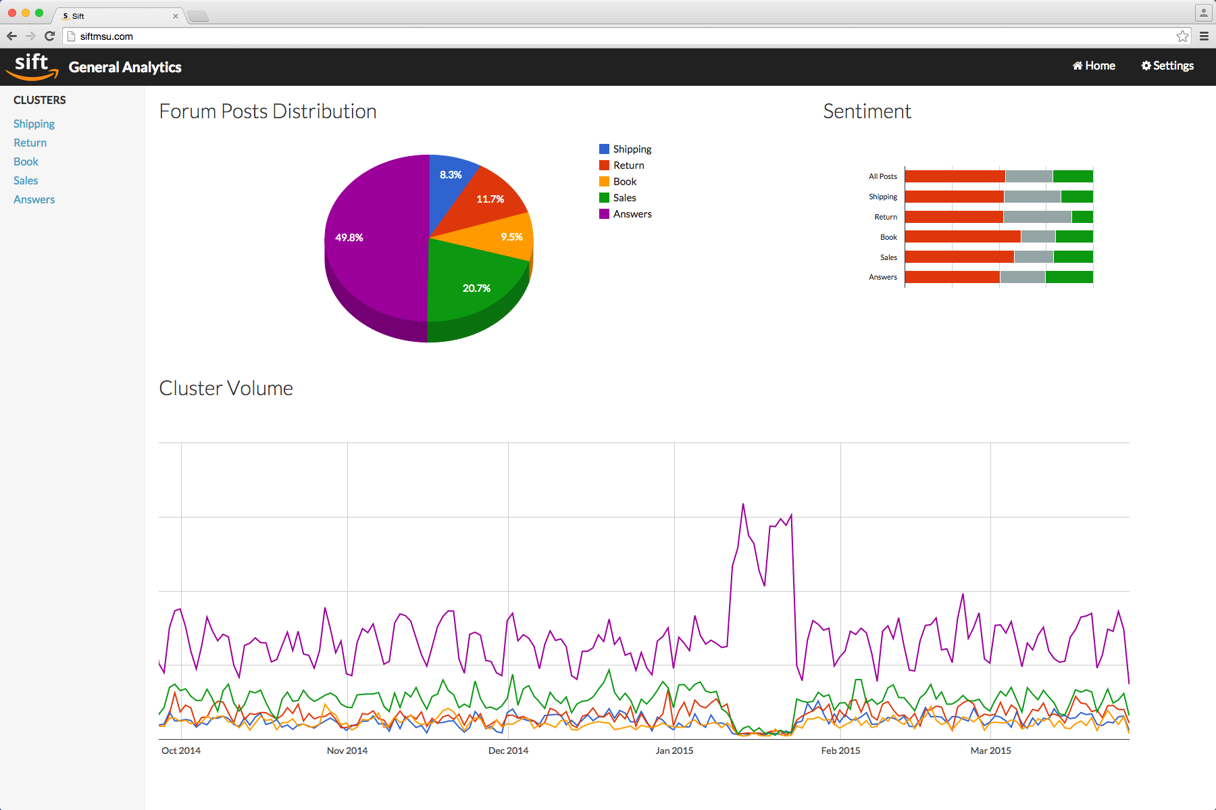 S Sift
siftmsu.com
sift
General Analytics
Home
Settings
CLUSTERS
Shipping
Return
Book
Sales
Answers
Forum Posts Distribution
8.3%
11.7%
9.5%
20.7%
49.8%
Shipping
Return
Book
Sales
Answers
Sentiment
All Posts
Shipping
Return
Book
Sales
Answers
Cluster Volume
Oct 2014 Nov 2014 Dec 2014 Jan 2015 Feb 2015 Mar 2015